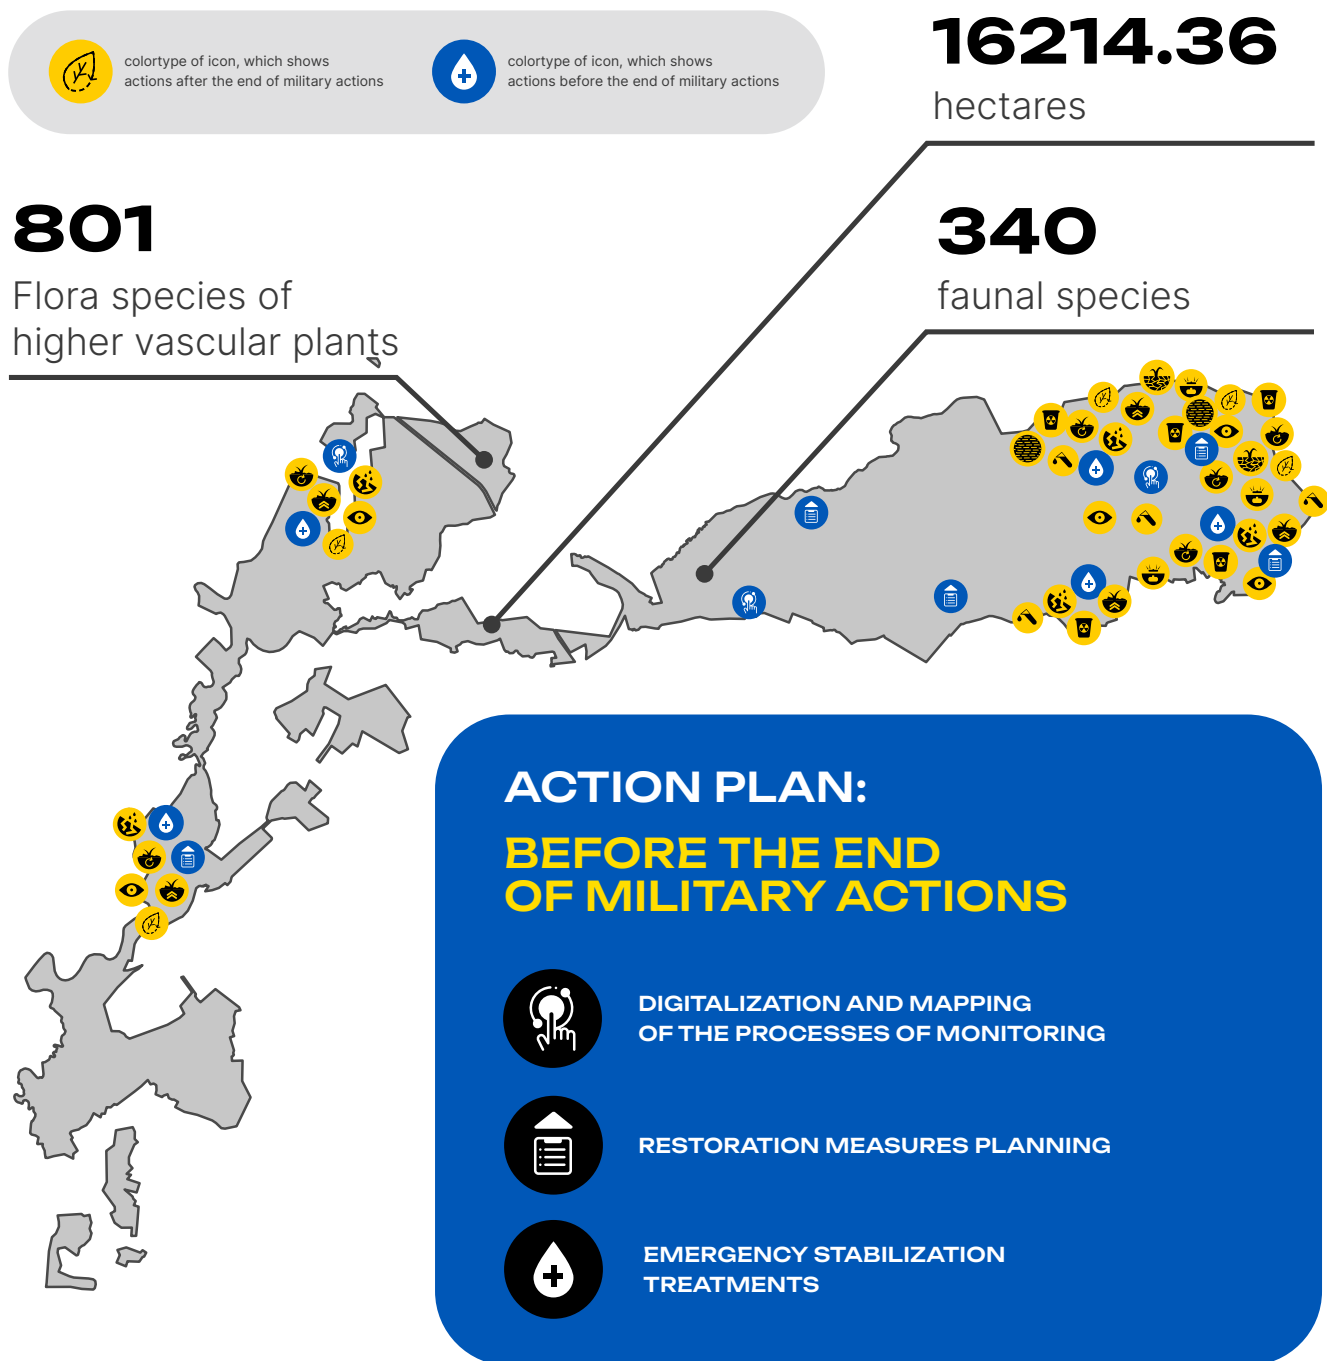 colortype of icon, which shows
actions after the end of military actions
colortype of icon, which shows
actions before the end of military actions
16214.36
hectares
801
Flora species of
higher vascular plants
340
faunal species
ACTION PLAN:
BEFORE THE END
OF MILITARY ACTIONS
DIGITALIZATION AND MAPPING
OF THE PROCESSES OF MONITORING
RESTORATION MEASURES PLANNING
EMERGENCY STABILIZATION
TREATMENTS